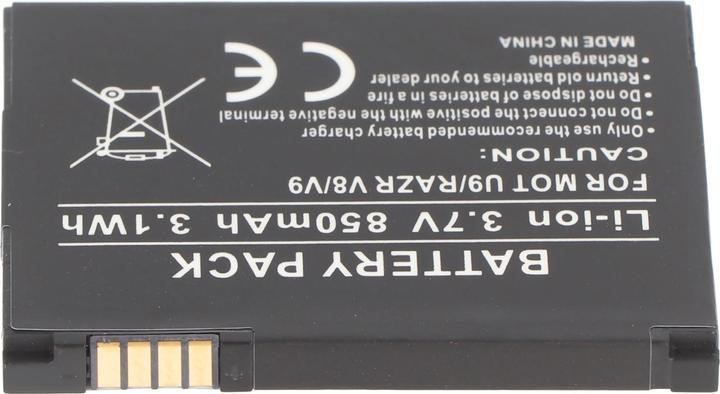 BATTERY PACK
Li-ion 3.7V 850mAh 3.1Wh
FOR MOT U9/RAZR V8/V9
CAUTION:
• Only use the recommended battery charger
• Do not connect the positive with the negative terminal
• Do not dispose of batteries in a fire
• Return old batteries to your dealer
• Rechargeable
MADE IN CHINA
CE